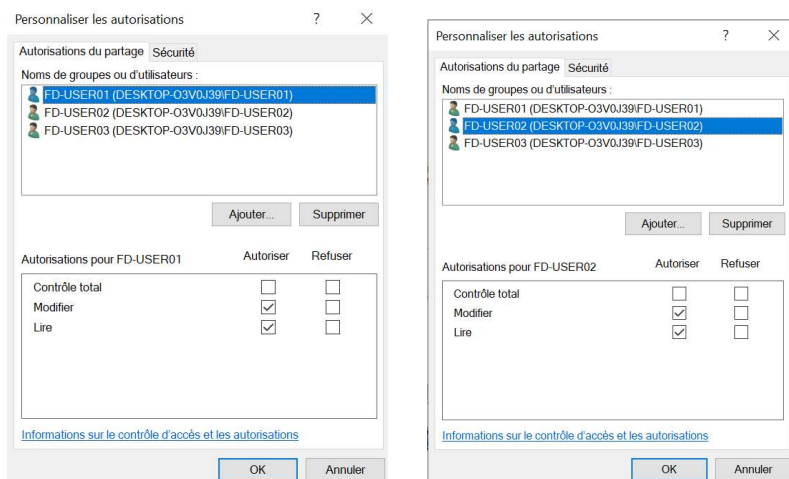 Personnaliser les autorisations ? ×
Autorisations du partage Sécurité
Noms de groupes ou d'utilisateurs :
FD-USER01 (DESKTOP-O3V0J39\FD-USER01)
FD-USER02 (DESKTOP-O3V0J39\FD-USER02)
FD-USER03 (DESKTOP-O3V0J39\FD-USER03)
Ajouter... Supprimer
Autorisations pour FD-USER01 Autoriser Refuser
Contrôle total
Modifier
Lire
Informations sur le contrôle d'accès et les autorisations
OK Annuler
Personnaliser les autorisations ? ×
Autorisations du partage Sécurité
Noms de groupes ou d'utilisateurs :
FD-USER01 (DESKTOP-O3V0J39\FD-USER01)
FD-USER02 (DESKTOP-O3V0J39\FD-USER02)
FD-USER03 (DESKTOP-O3V0J39\FD-USER03)
Ajouter... Supprimer
Autorisations pour FD-USER02 Autoriser Refuser
Contrôle total
Modifier
Lire
Informations sur le contrôle d'accès et les autorisations
OK Annuler